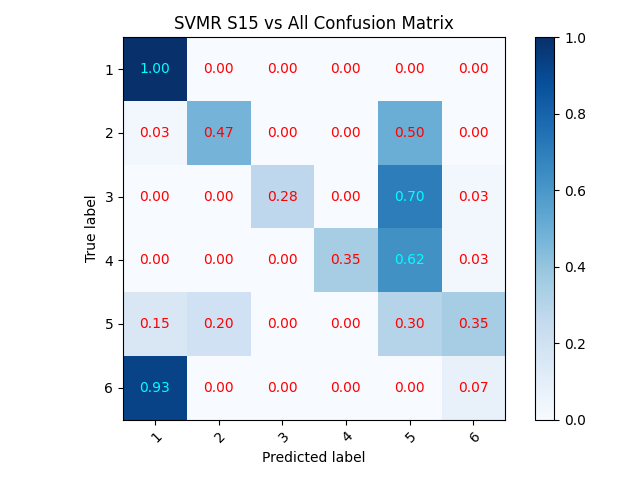 SVMR S15 vs All Confusion Matrix
1 1.00 0.00 0.00 0.00 0.00 0.00
2 0.03 0.47 0.00 0.00 0.50 0.00
3 0.00 0.00 0.28 0.00 0.70 0.03
4 0.00 0.00 0.00 0.35 0.62 0.03
5 0.15 0.20 0.00 0.00 0.30 0.35
6 0.93 0.00 0.00 0.00 0.00 0.07
1 2 3 4 5 6
Predicted label
True label
1.0
0.8
0.6
0.4
0.2
0.0